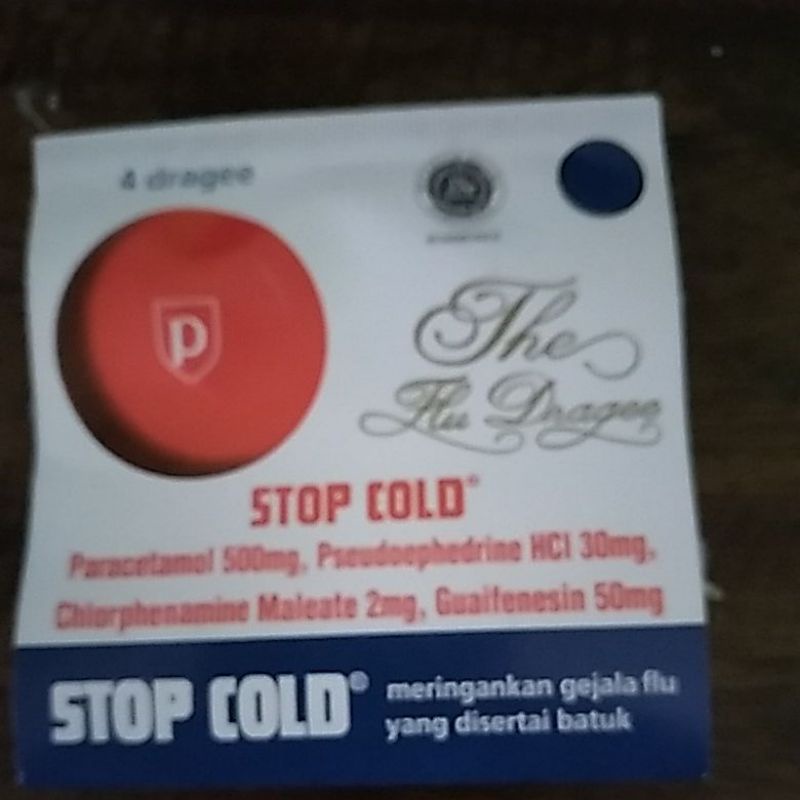 4 dragee
p
The
Flu Dragee
STOP COLD®
Paracetamol 500mg, Pseudoephedrine HCl 30mg,
Chlorphenamine Maleate 2mg, Guaifenesin 50mg
STOP COLD® meringankan gejala flu
yang disertai batuk